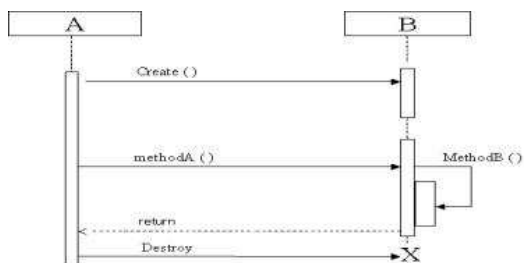 A
B
Create ( )
methodA ( )
MethodB ( )
return
Destroy
X